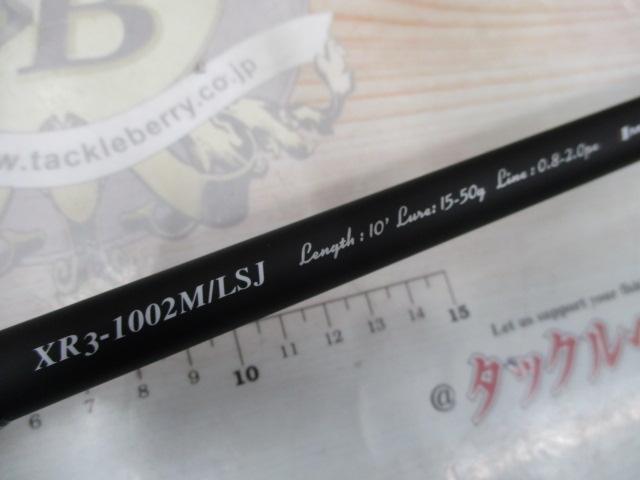 B
www.tackleberry.co.jp
XR3-1002M/LSJ Length : 10' Lure: 15-50g Line : 0.8-2.0pe
6 7 8 9 10 11 12 13 14 15
Let us support your
@タックル